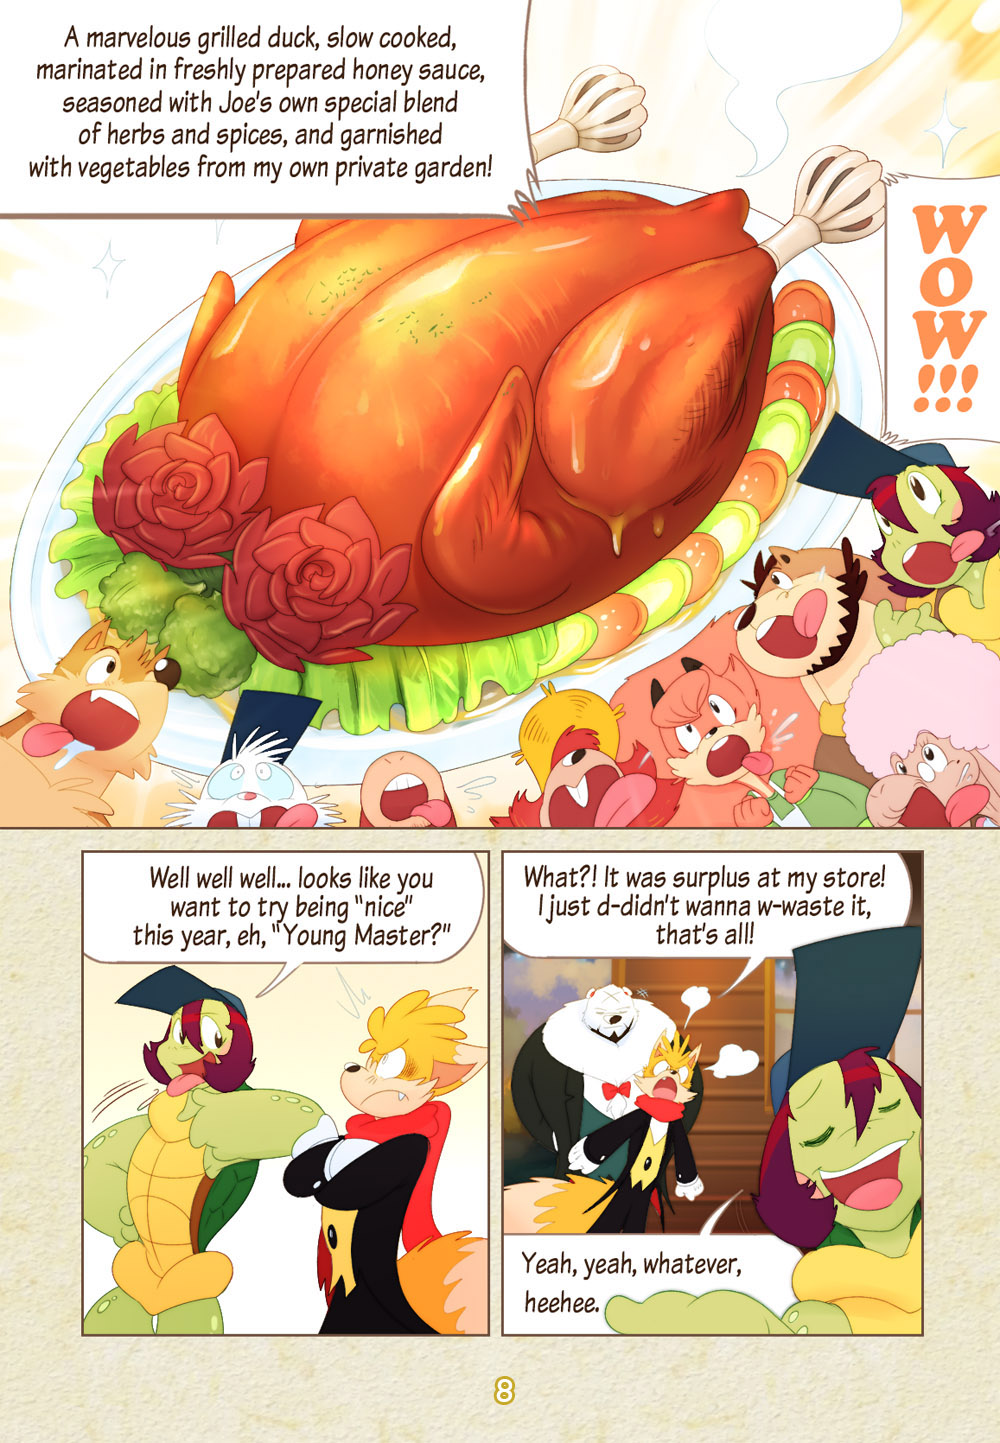 A marvelous grilled duck, slow cooked,
marinated in freshly prepared honey sauce,
seasoned with Joe's own special blend
of herbs and spices, and garnished
with vegetables from my own private garden!
WOW!!!
Well well well... looks like you
want to try being "nice"
this year, eh, "Young Master?"
What?! It was surplus at my store!
I just d-didn't wanna w-waste it,
that's all!
Yeah, yeah, whatever,
heehee.
8